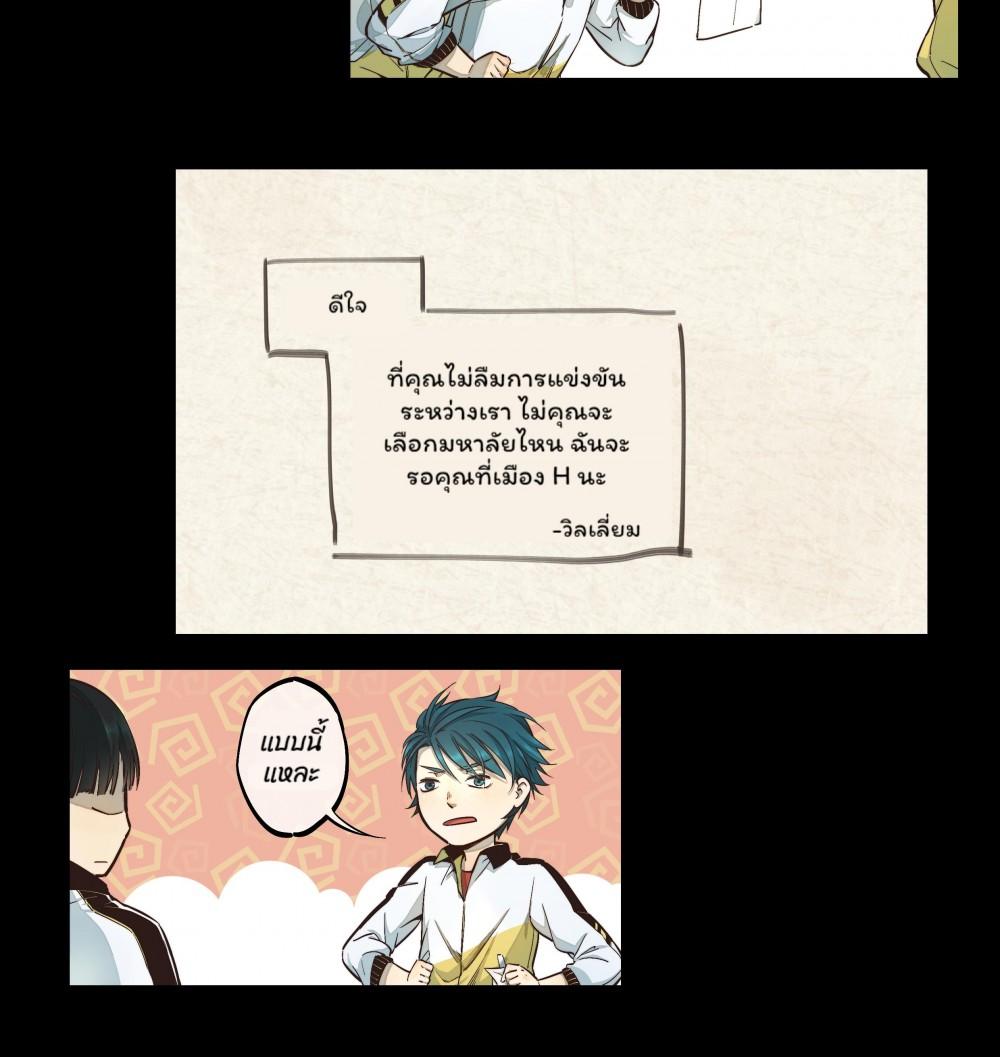 ดีใจ
ที่คุณไม่ลืมการแข่งขัน
ระหว่างเรา ไม่คุณจะ
เลือกมหาลัยไหน ฉันจะ
รอคุณที่เมือง H นะ
-วิลเลี่ยม
แบบนี้
แหละ